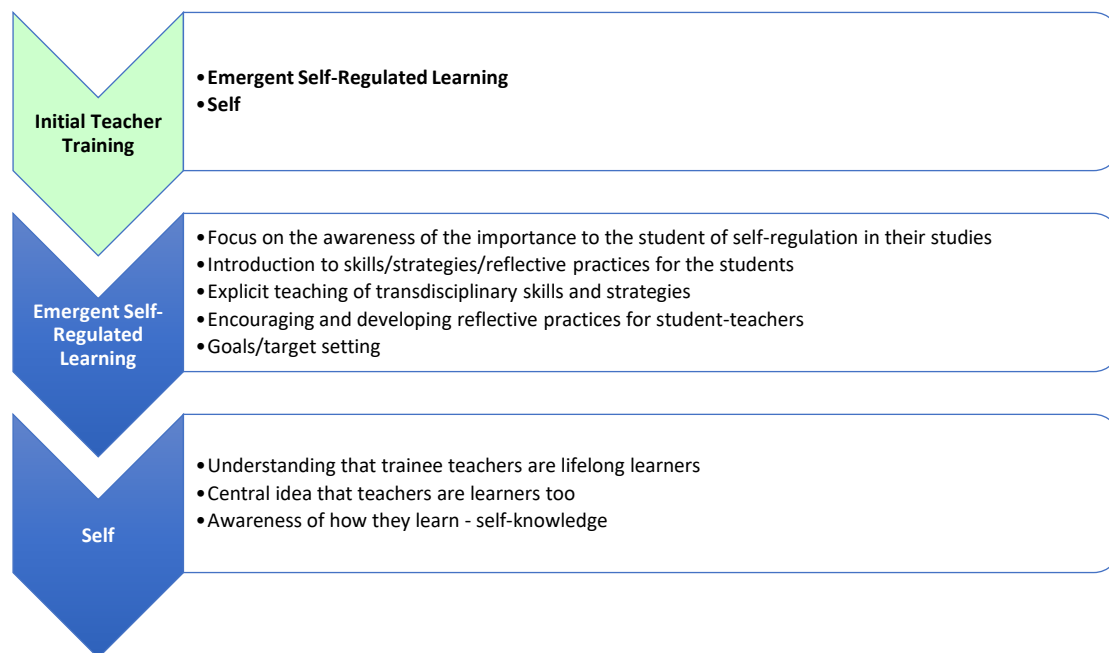 Initial Teacher
Training
•Emergent Self-Regulated Learning
•Self
Emergent Self-
Regulated
Learning
•Focus on the awareness of the importance to the student of self-regulation in their studies
•Introduction to skills/strategies/reflective practices for the students
•Explicit teaching of transdisciplinary skills and strategies
•Encouraging and developing reflective practices for student-teachers
•Goals/target setting
Self
•Understanding that trainee teachers are lifelong learners
•Central idea that teachers are learners too
•Awareness of how they learn - self-knowledge